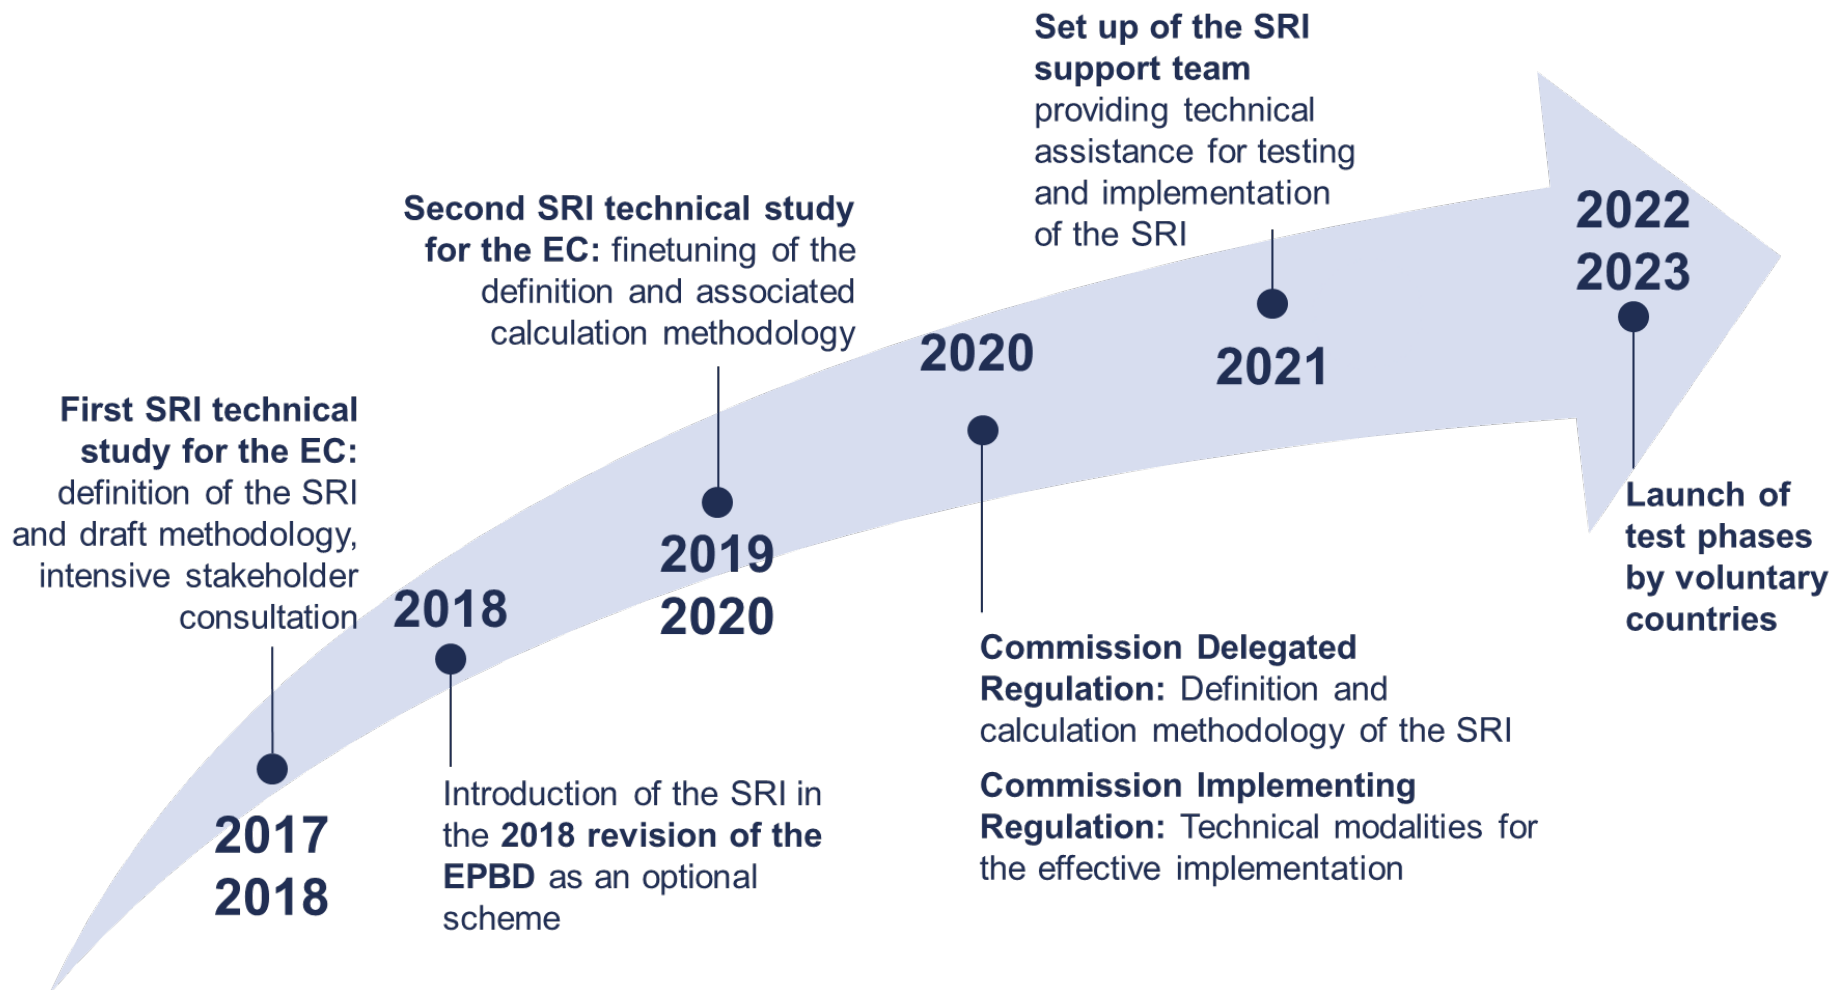 First SRI technical
study for the EC:
definition of the SRI
and draft methodology,
intensive stakeholder
consultation
2017
2018
2018
Introduction of the SRI in
the 2018 revision of the
EPBD as an optional
scheme
Second SRI technical study
for the EC: finetuning of the
definition and associated
calculation methodology
2019
2020
2020
Commission Delegated
Regulation: Definition and
calculation methodology of the SRI
Commission Implementing
Regulation: Technical modalities for
the effective implementation
Set up of the SRI
support team
providing technical
assistance for testing
and implementation
of the SRI
2021
2022
2023
Launch of
test phases
by voluntary
countries